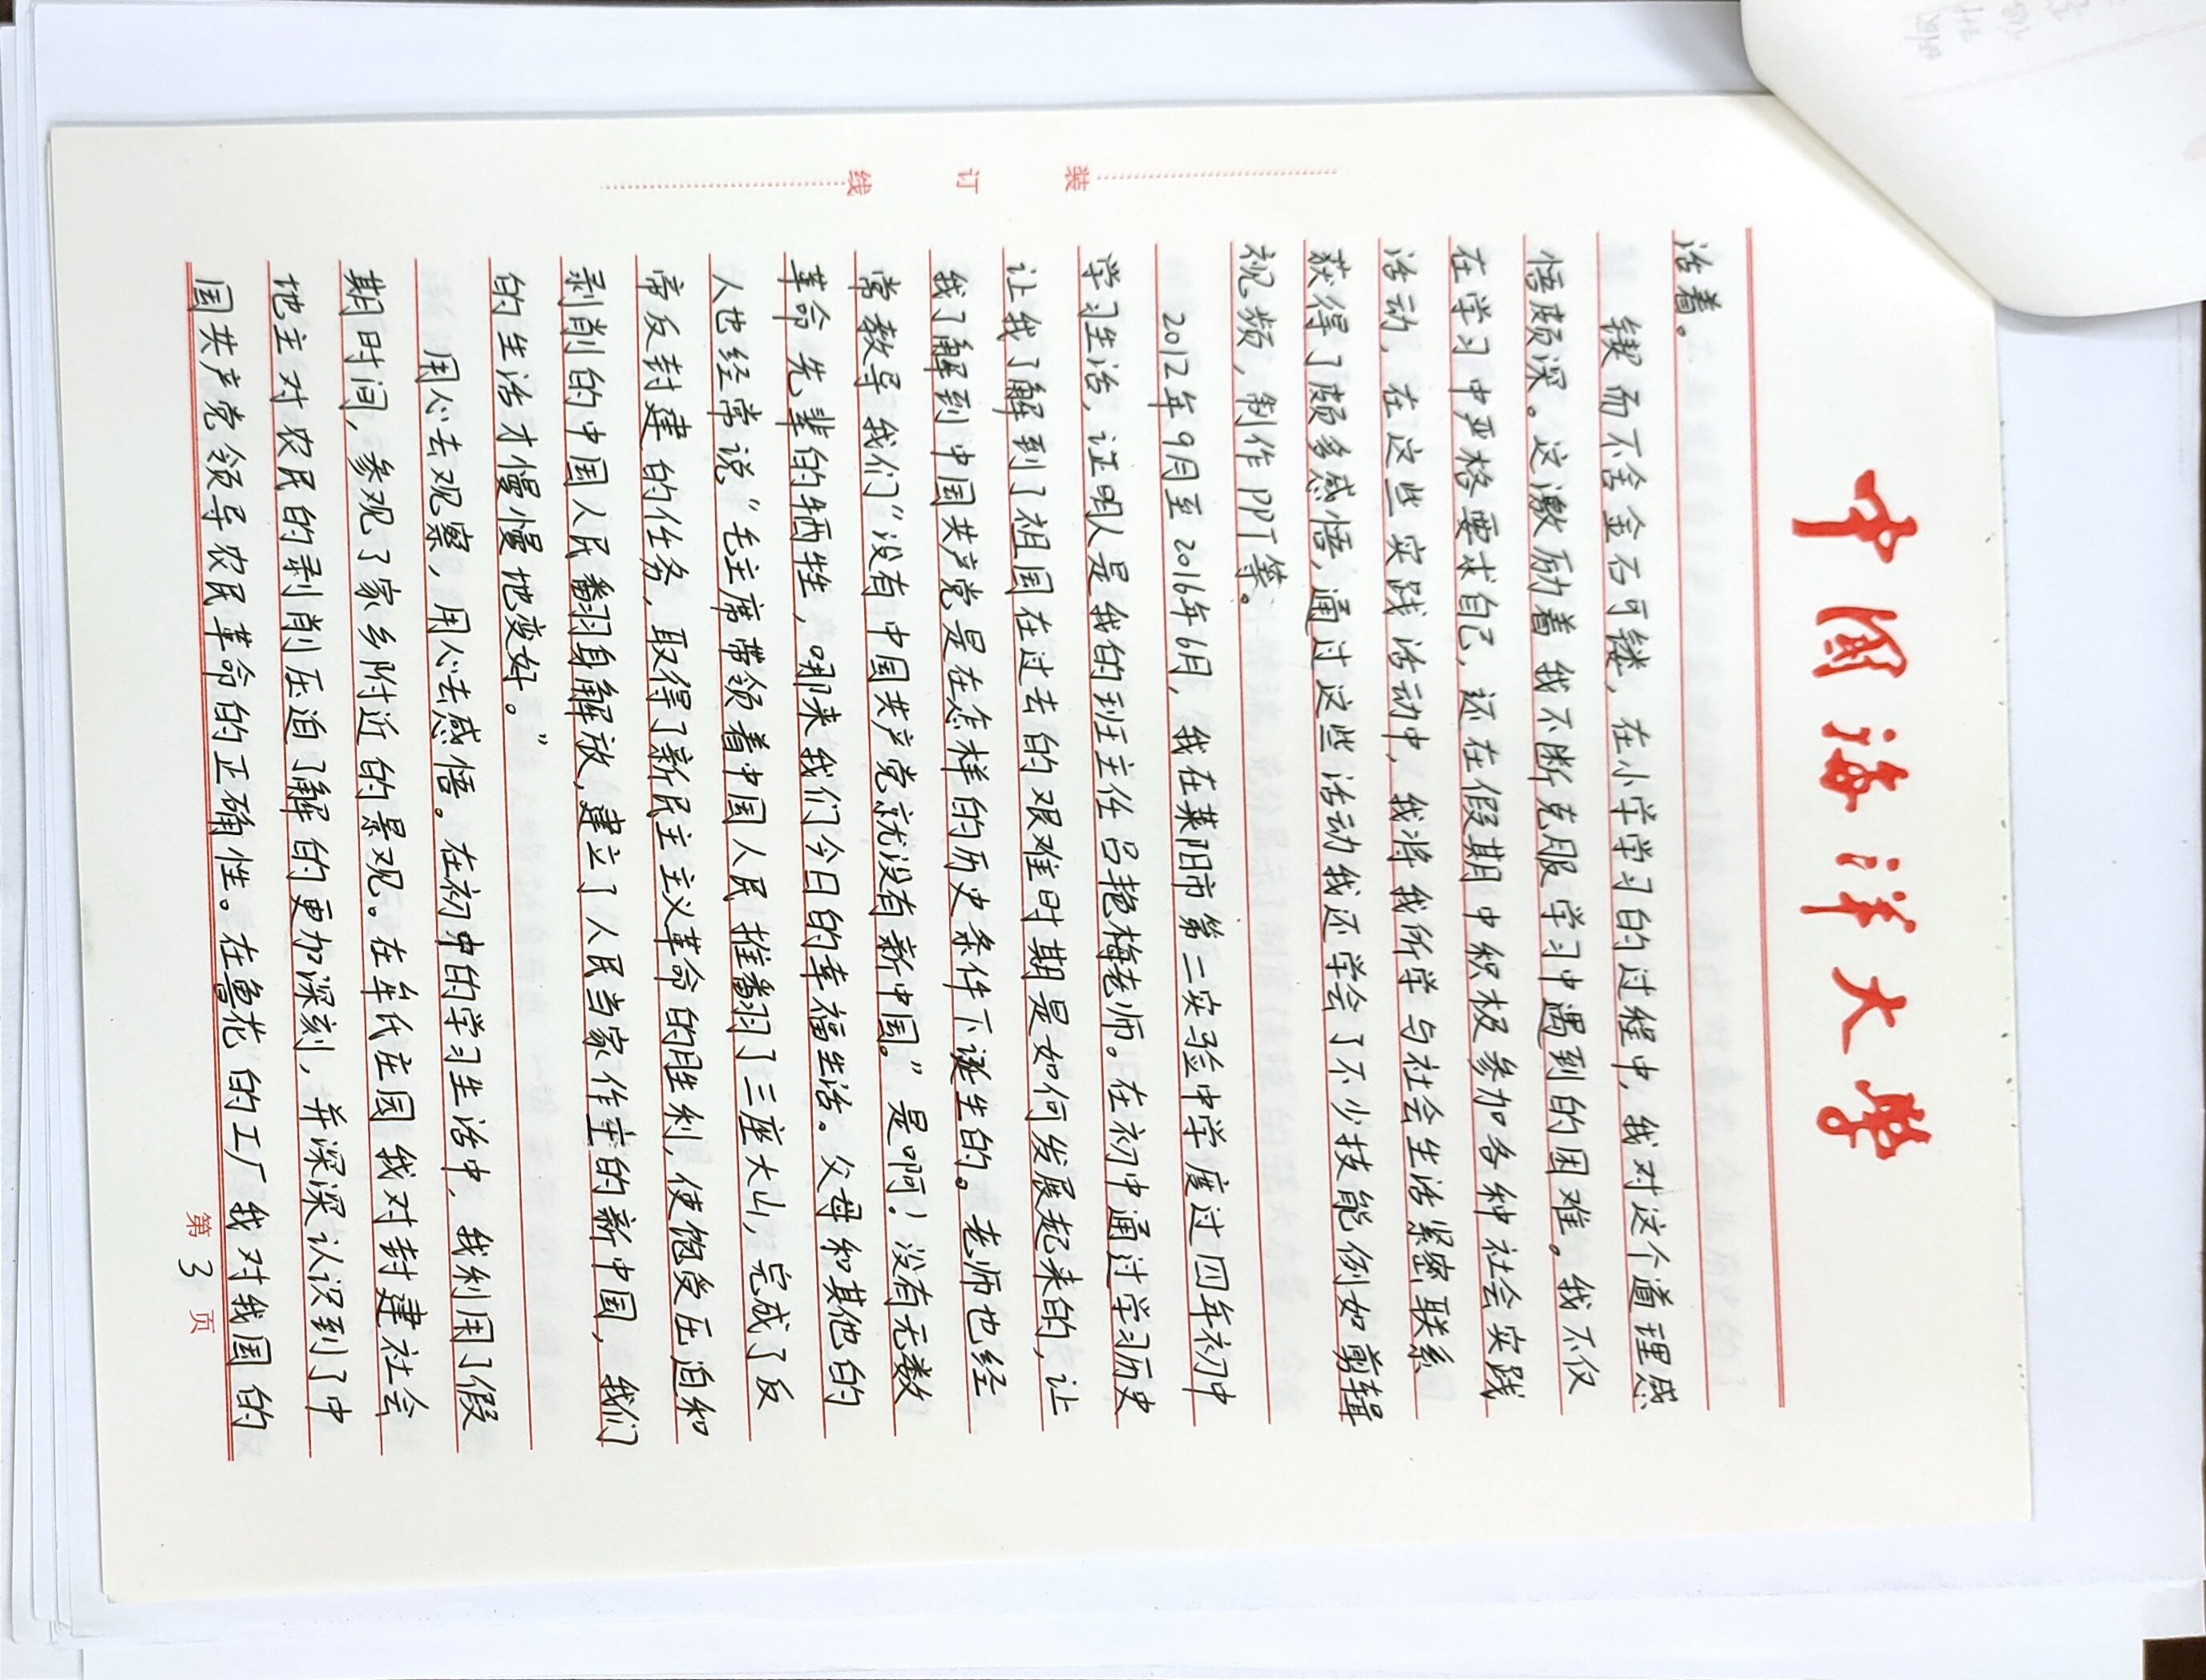 中国海洋大学
活着。
锲而不舍金石可镂，在小学学习的过程中，我对这个道理感
悟颇深。这激励着我不断克服学习中遇到的困难。我不仅
在学习中严格要求自己，还在假期中积极参加各种社会实践
活动，在这些实践活动中，我将我所学与社会生活紧密联系
获得了颇多感悟，通过这些活动我还学会了不少技能例如剪辑
视频，制作PPT等。
2012年9月至2016年6月，我在莱阳市第二实验中学度过四年初中
学习生活，证明人是我的班主任吕艳梅老师。在初中通过学习历史
让我了解到了祖国在过去的艰难时期是如何发展起来的，让
我了解到中国共产党是在怎样的历史条件下诞生的。老师也经
常教导我们“没有中国共产党就没有新中国。”是啊！没有无数
革命先辈的牺牲，哪来我们今日的幸福生活。父母和其他的
人也经常说“毛主席带领着中国人民推翻了三座大山，完成了反
帝反封建的任务，取得了新民主主义革命的胜利，使饱受压迫和
剥削的中国人民翻身解放，建立了人民当家作主的新中国，我们
的生活才慢慢地变好。”
用心去观察，用心去感悟。在初中的学习生活中，我利用了假
期时间，参观了家乡附近的景观。在牟氏庄园我对封建社会
地主对农民的剥削压迫了解的更加深刻，并深深认识到了中
国共产党领导农民革命的正确性。在鲁花的工厂我对我国的
第3页
装
订
线